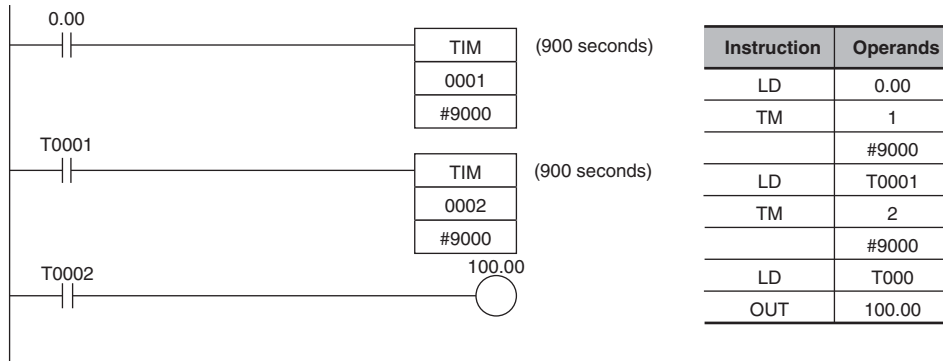 0.00
TIM (900 seconds)
0001
#9000
T0001
TIM (900 seconds)
0002
#9000
T0002
100.00
Instruction Operands
LD 0.00
TM 1
#9000
LD T0001
TM 2
#9000
LD T000
OUT 100.00